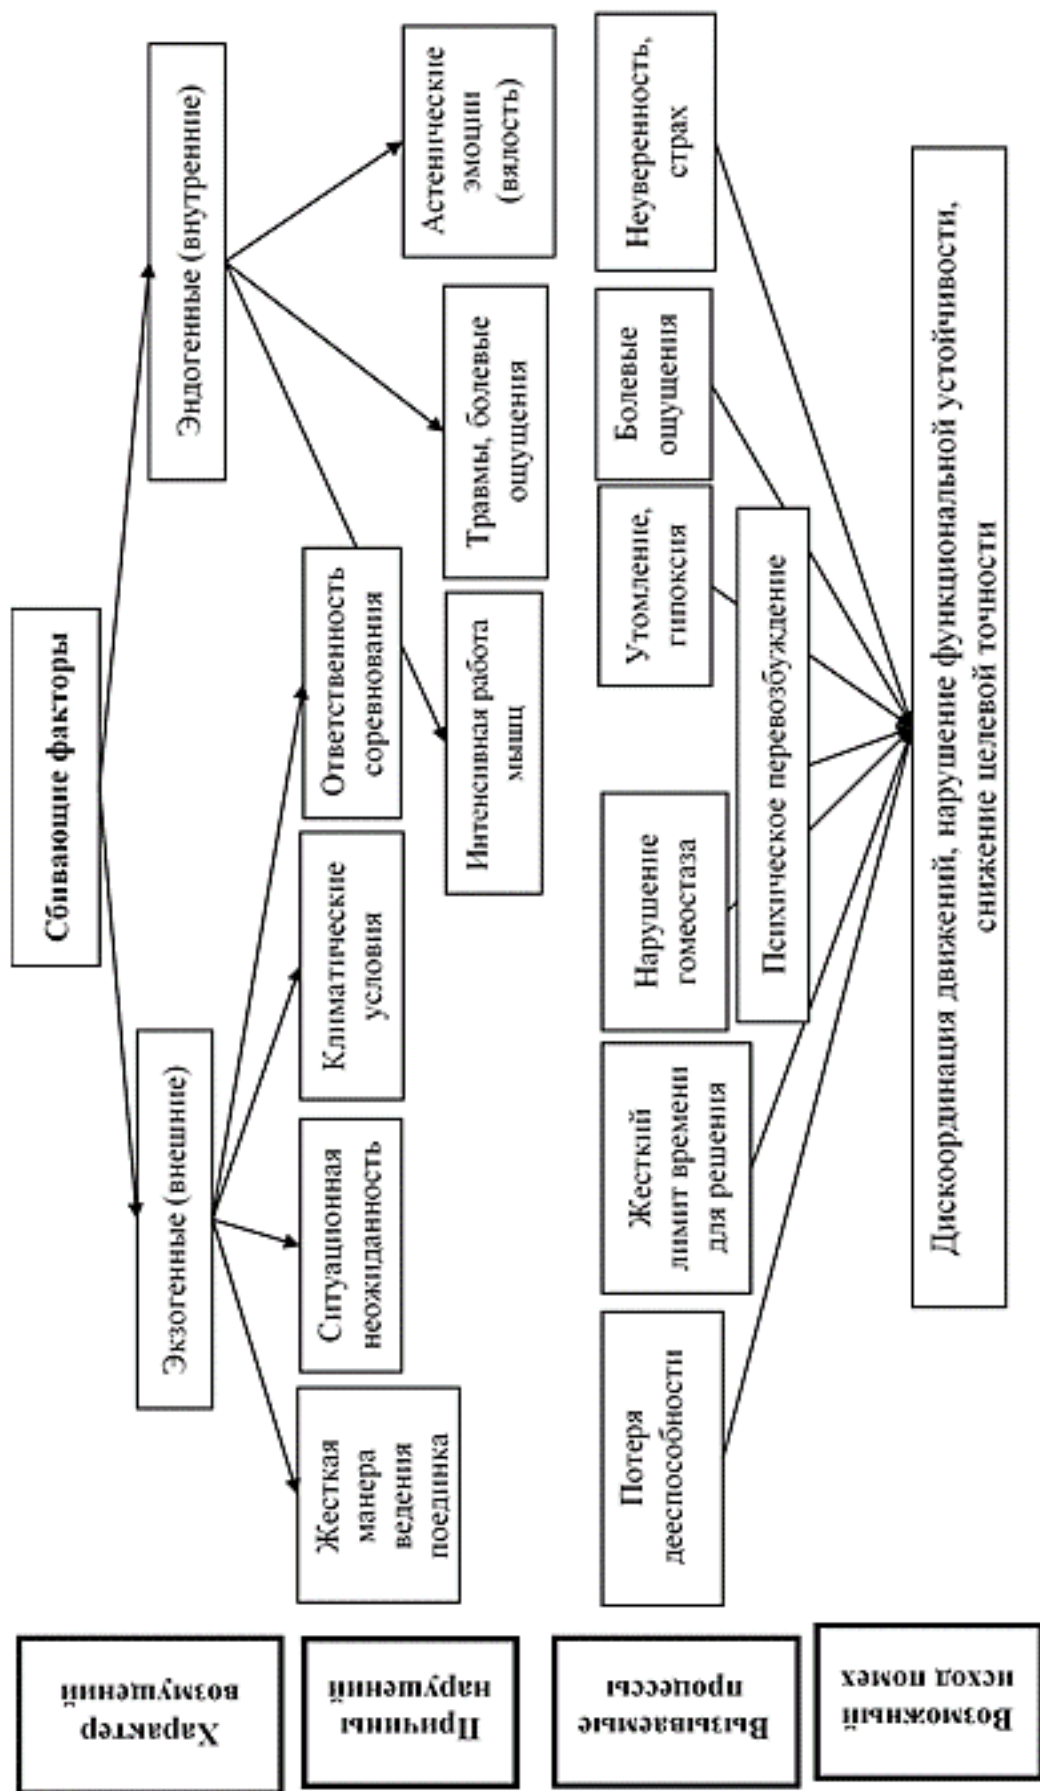 Сбивающие факторы
Характер
возмущений
Экзогенные (внешние)
Эндогенные (внутренние)
Причины
нарушений
Жесткая
манера
ведения
поединка
Ситуационная
неожиданность
Климатические
условия
Ответственность
соревнования
Интенсивная работа
мышц
Травмы, болевые
ощущения
Астенические
эмоции
(вялость)
Вызываемые
процессы
Потеря
дееспособности
Жесткий
лимит времени
для решения
Нарушение
гомеостаза
Психическое перевозбуждение
Утомление,
гипоксия
Болевые
ощущения
Неуверенность,
страх
Возможный
исход помех
Дискоординация движений, нарушение функциональной устойчивости,
снижение целевой точности